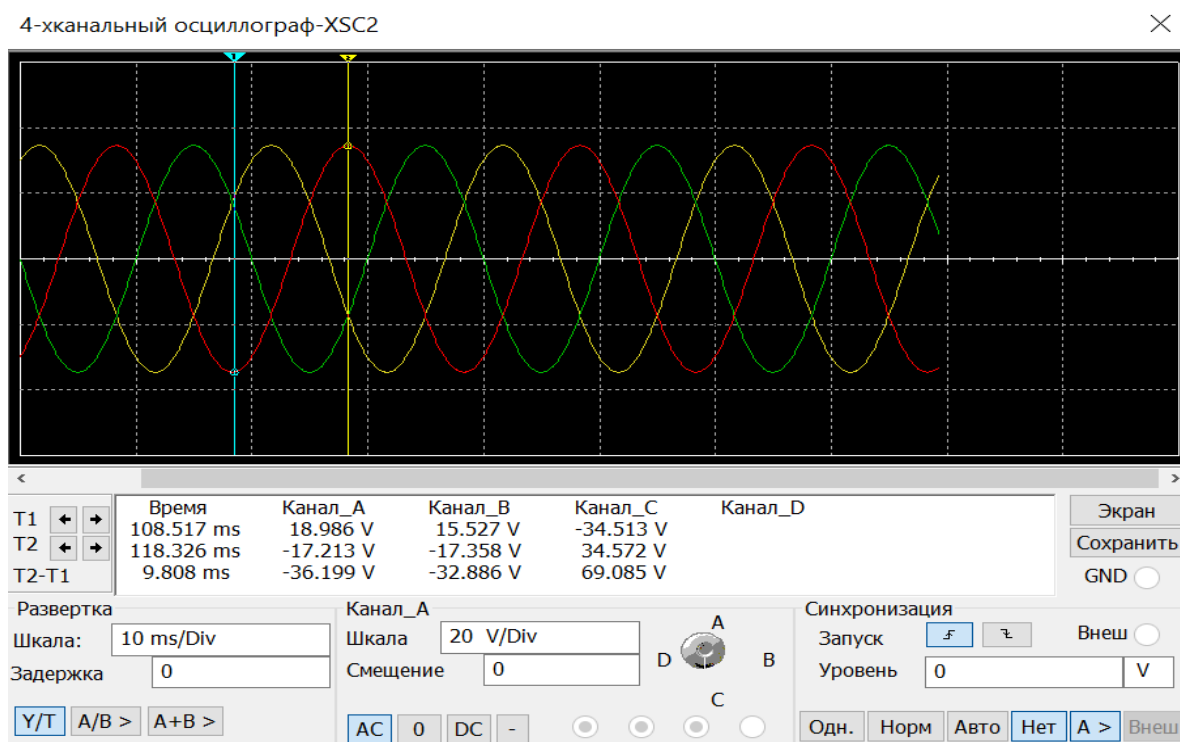 4-хканальный осциллограф-XSC2
1 2
Время Канал_A Канал_B Канал_C Канал_D
T1 108.517 ms 18.986 V 15.527 V -34.513 V
T2 118.326 ms -17.213 V -17.358 V 34.572 V
T2-T1 9.808 ms -36.199 V -32.886 V 69.085 V
Экран
Сохранить
GND
Развертка
Шкала: 10 ms/Div
Задержка 0
Y/T A/B > A+B >
Канал_A
Шкала 20 V/Div
Смещение 0
AC 0 DC -
A
D B
C
Синхронизация
Запуск Внеш
Уровень 0 V
Одн. Норм Авто Нет A > Внеш